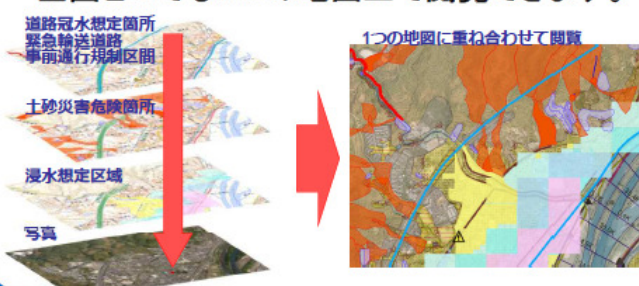 道路冠水想定箇所
緊急輸送道路
事前通行規制区間
土砂災害危険箇所
浸水想定区域
写真
1つの地図に重ね合わせて閲覧